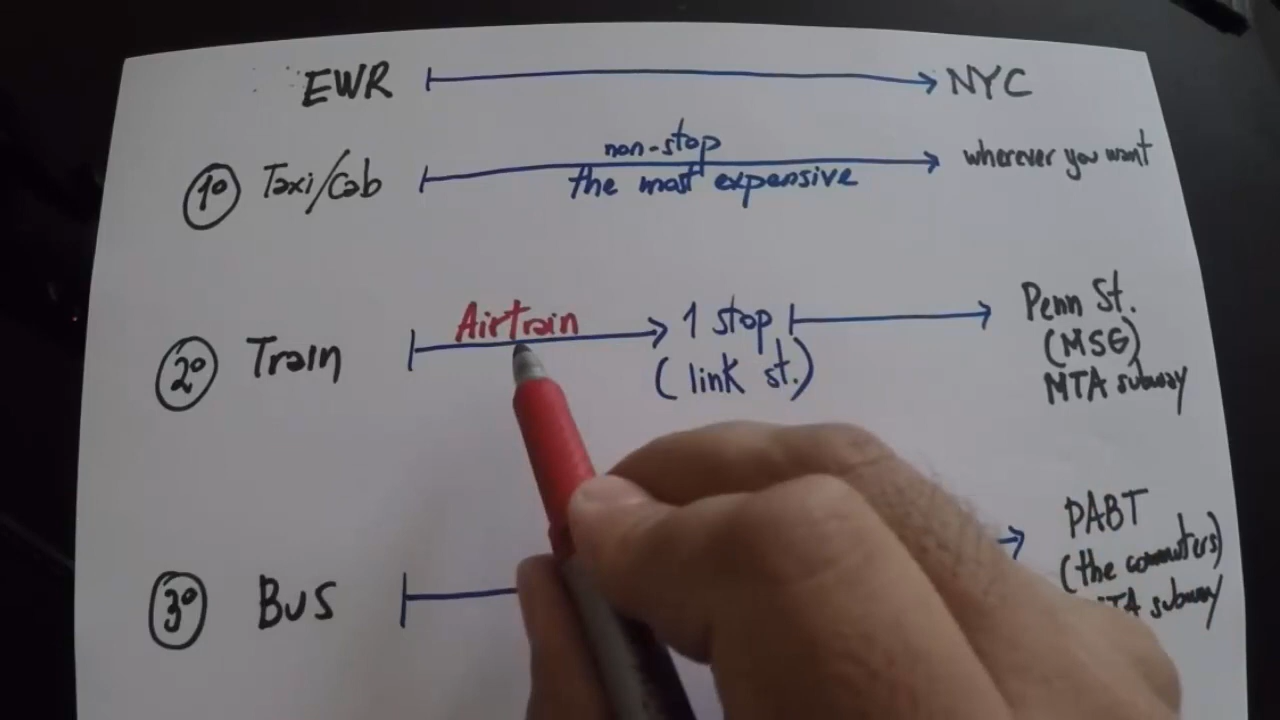 EWR NYC
1º Taxi/Cab non-stop wherever you want
the most expensive
2º Train Airtrain 1 stop Penn St.
(link st.) (MSG)
MTA subway
3º Bus PABT
(the commuters)
subway